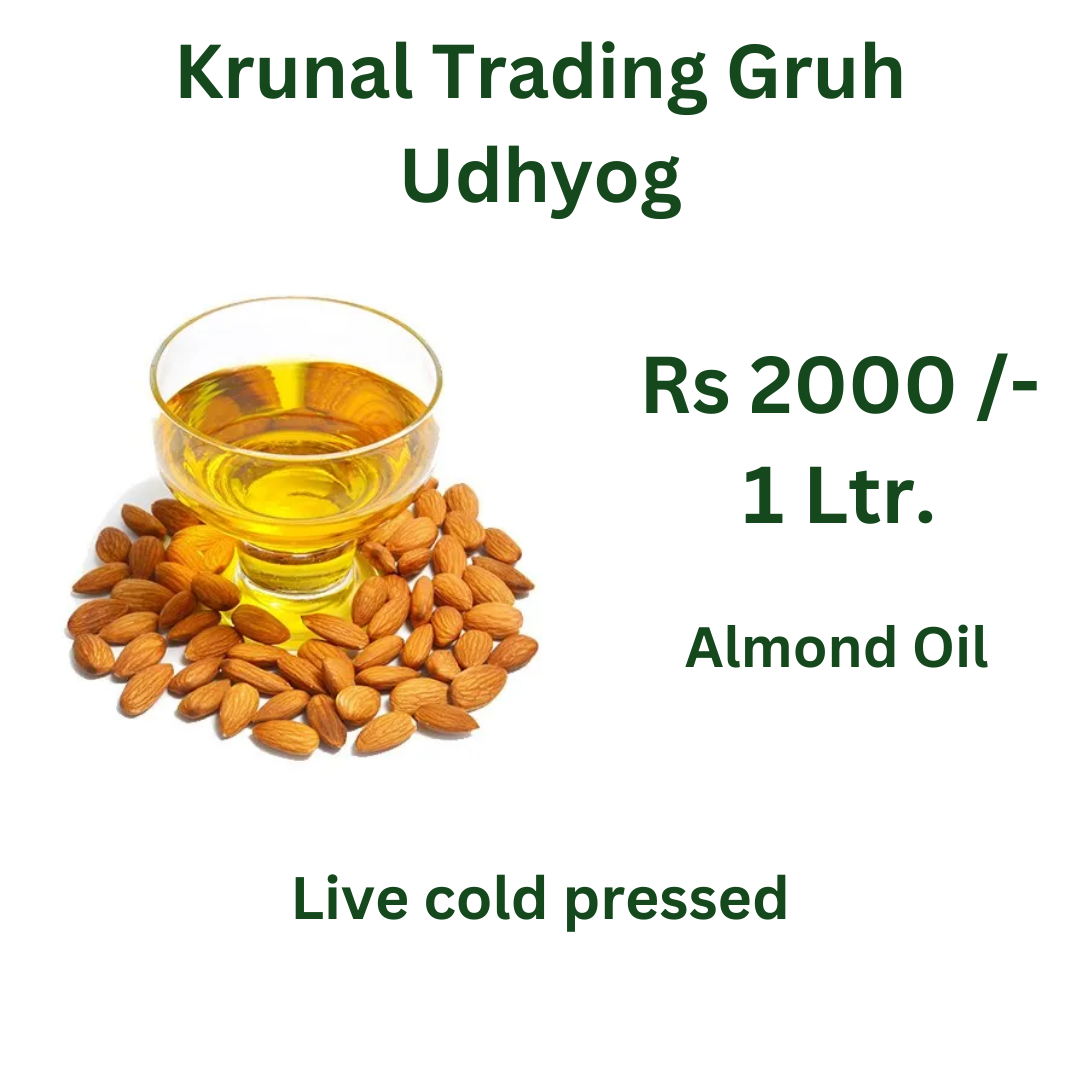 Krunal Trading Gruh
Udhyog
Rs 2000 /-
1 Ltr.
Almond Oil
Live cold pressed